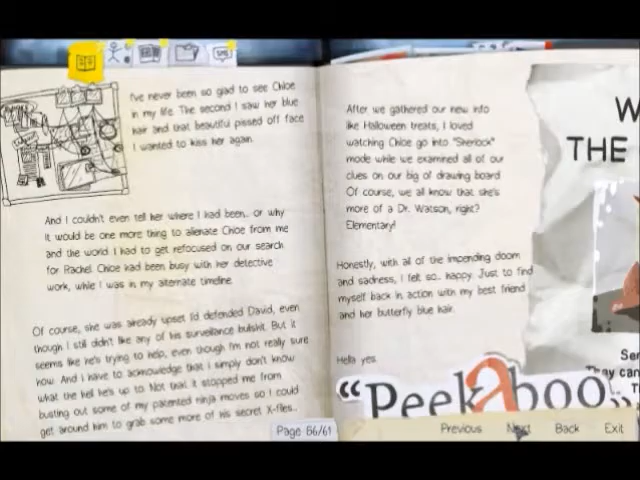 I've never been so glad to see Chloe
in my life. The second I saw her blue
hair and that beautiful pissed off face
I wanted to kiss her again.
And I couldn't even tell her where I had been.. or why
It would be one more thing to alienate Chloe from me
and the world. I had to get refocused on our search
for Rachel. Chloe had been busy with her detective
work, while I was in my alternate timeline.
Of course, she was already upset I'd defended David, even
though I still didn't like any of his surveillance bullshit. But it
seems like he's trying to help, even though I'm not really sure
how. And I have to acknowledge that I simply don't know
what the hell he's up to. Not that it stopped me from
busting out some of my patented ninja moves so I could
get around him to grab some more of his secret X-files..
Page 66/61
After we gathered our new info
like Halloween treats, I loved
watching Chloe go into "Sherlock"
mode while we examined all of our
clues on our big ol drawing board
Of course, we all know that she's
more of a Dr. Watson, right?
Elementary!
Honestly, with all of the impending doom
and sadness, I felt so.. happy. Just to find
myself back in action with my best friend
and her butterfly blue hair.
Hella yes.
“Peekaboo
W
THE
Ser
They can
T
Previous Next Back Exit
SMS